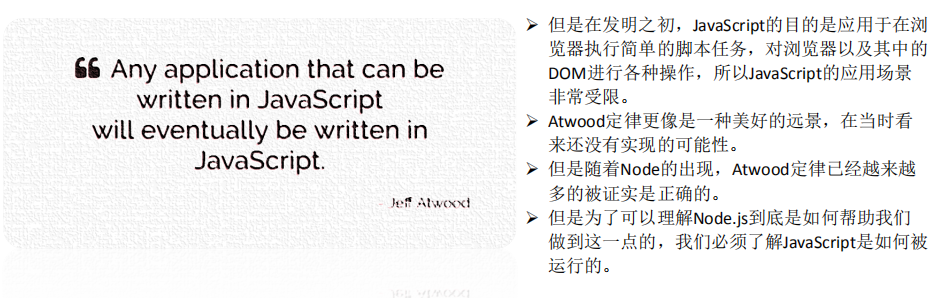 ❝ Any application that can be
written in JavaScript
will eventually be written in
JavaScript.
- Jeff Atwood
➢ 但是在发明之初，JavaScript的目的是应用于在浏
览器执行简单的脚本任务，对浏览器以及其中的
DOM进行各种操作，所以JavaScript的应用场景
非常受限。
➢ Atwood定律更像是一种美好的远景，在当时看
来还没有实现的可能性。
➢ 但是随着Node的出现，Atwood定律已经越来越
多的被证实是正确的。
➢ 但是为了可以理解Node.js到底是如何帮助我们
做到这一点的，我们必须了解JavaScript是如何被
运行的。